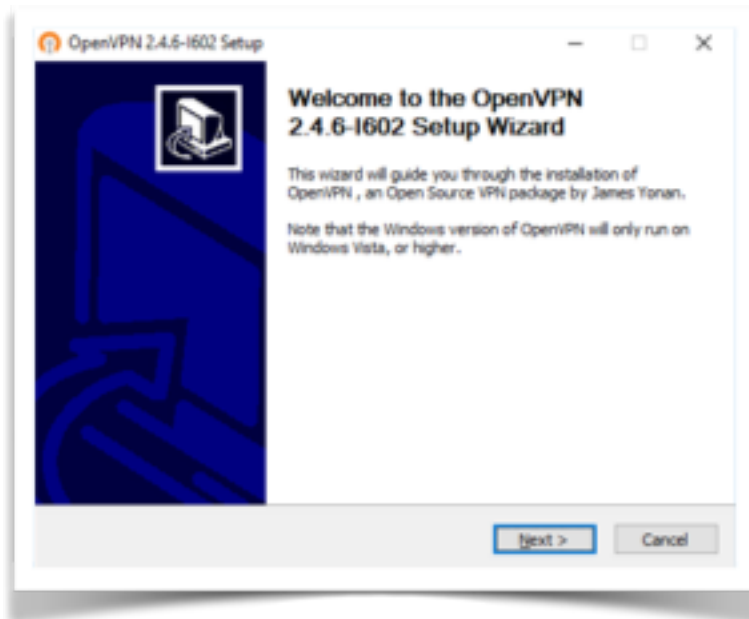 OpenVPN 2.4.6-I602 Setup
Welcome to the OpenVPN
2.4.6-I602 Setup Wizard
This wizard will guide you through the installation of
OpenVPN , an Open Source VPN package by James Yonan.
Note that the Windows version of OpenVPN will only run on
Windows Vista, or higher.
Next > Cancel